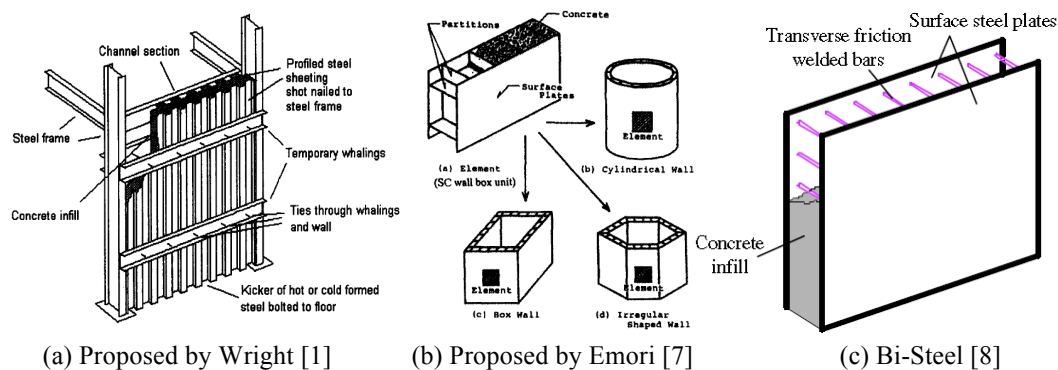 Channel section
Profiled steel
sheeting
shot nailed to
steel frame
Steel frame
Temporary whalings
Concrete infill
Ties through whalings
and wall
Kicker of hot or cold formed
steel bolted to floor
(a) Proposed by Wright [1]
Partitions
Concrete
Surface
Plates
Element
(a) Element
(SC wall box unit)
(b) Cylindrical Wall
Element
(c) Box Wall
Element
(d) Irregular
Shaped Wall
(b) Proposed by Emori [7]
Surface steel plates
Transverse friction
welded bars
Concrete
infill
(c) Bi-Steel [8]